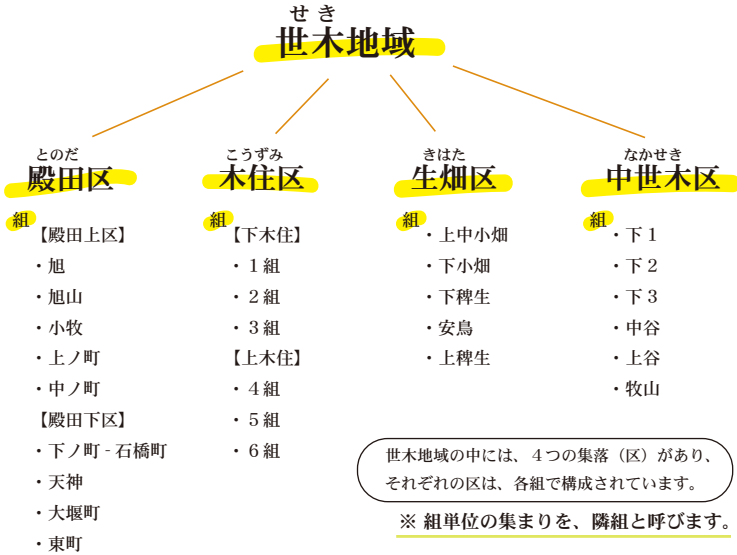 せき
世木地域
とのだ
殿田区
組
【殿田上区】
・旭
・旭山
・小牧
・上ノ町
・中ノ町
【殿田下区】
・下ノ町 - 石橋町
・天神
・大堰町
・東町
こうずみ
木住区
組
【下木住】
・１組
・２組
・３組
【上木住】
・４組
・５組
・６組
きはた
生畑区
組
・上中小畑
・下小畑
・下稗生
・安鳥
・上稗生
なかせき
中世木区
組
・下１
・下２
・下３
・中谷
・上谷
・牧山
世木地域の中には、４つの集落（区）があり、
それぞれの区は、各組で構成されています。
※ 組単位の集まりを、隣組と呼びます。